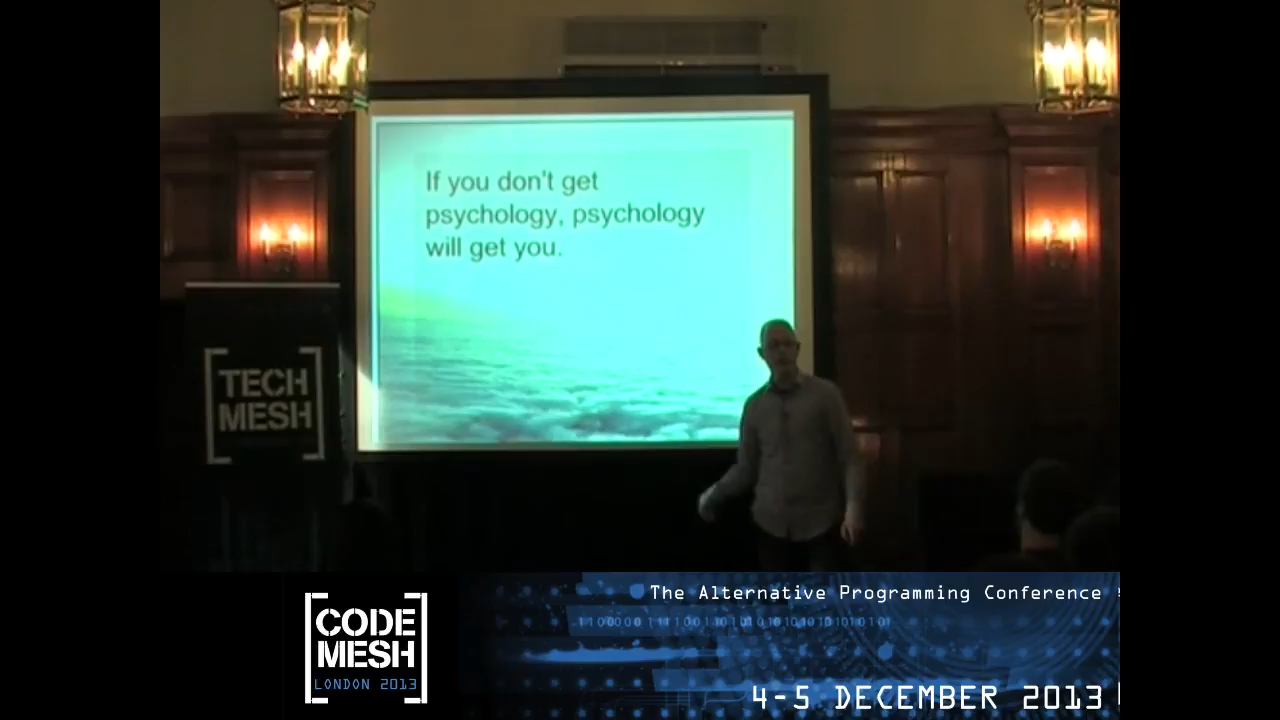 If you don't get
psychology, psychology
will get you.
TECH
MESH
CODE
MESH
LONDON 2013
The Alternative Programming Conference
4-5 DECEMBER 2013